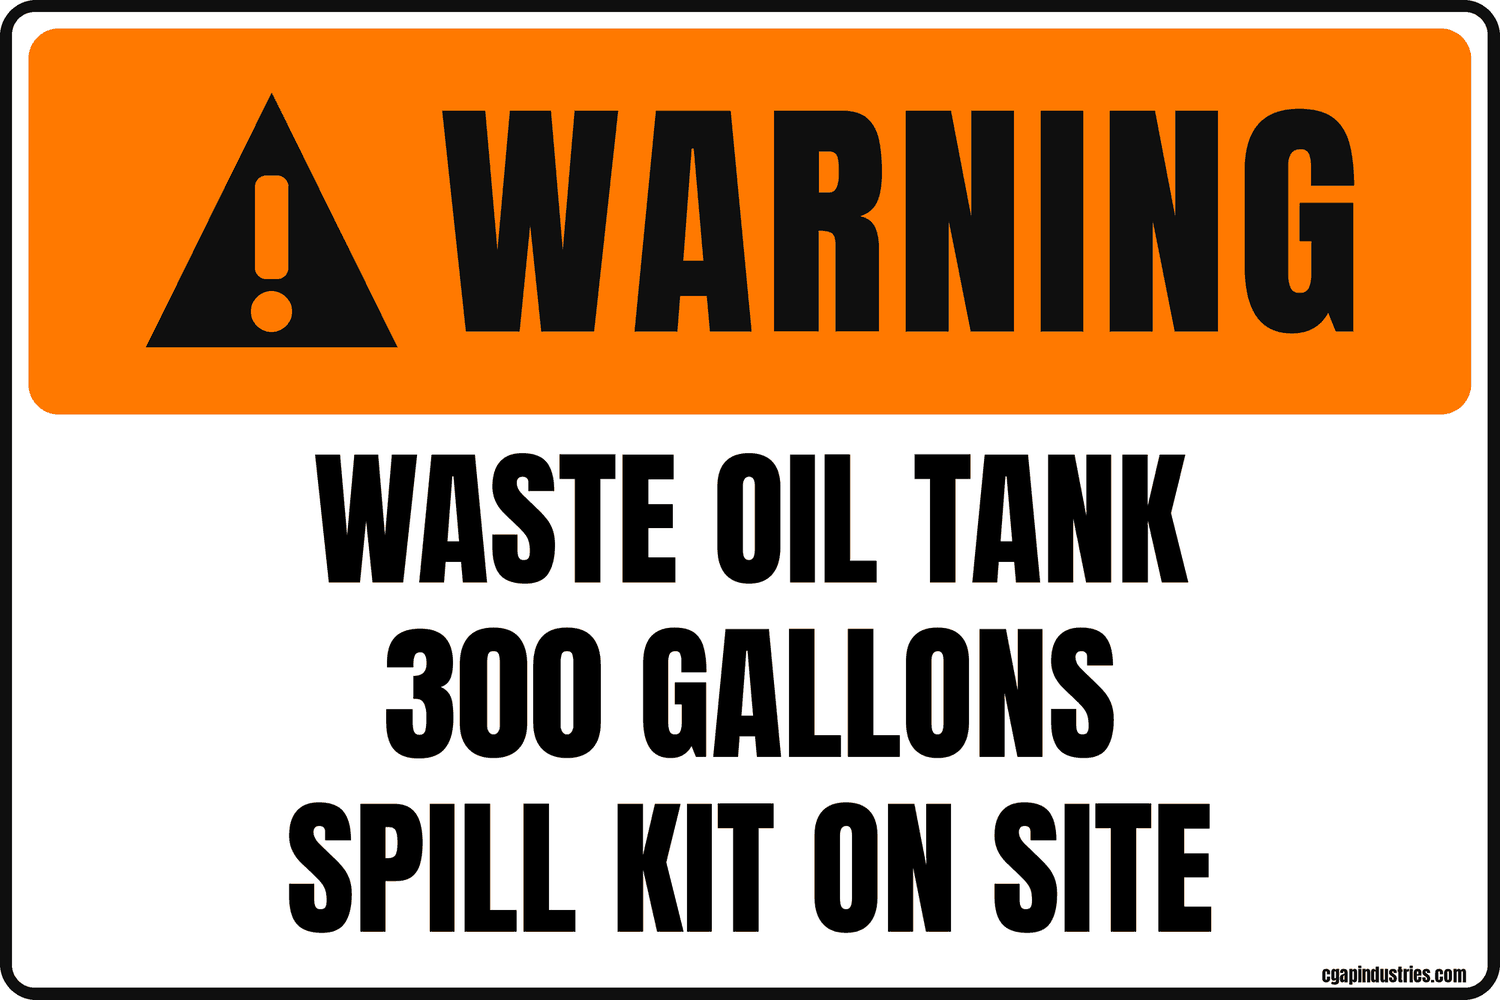 WARNING
WASTE OIL TANK
300 GALLONS
SPILL KIT ON SITE
cgapindustries.com